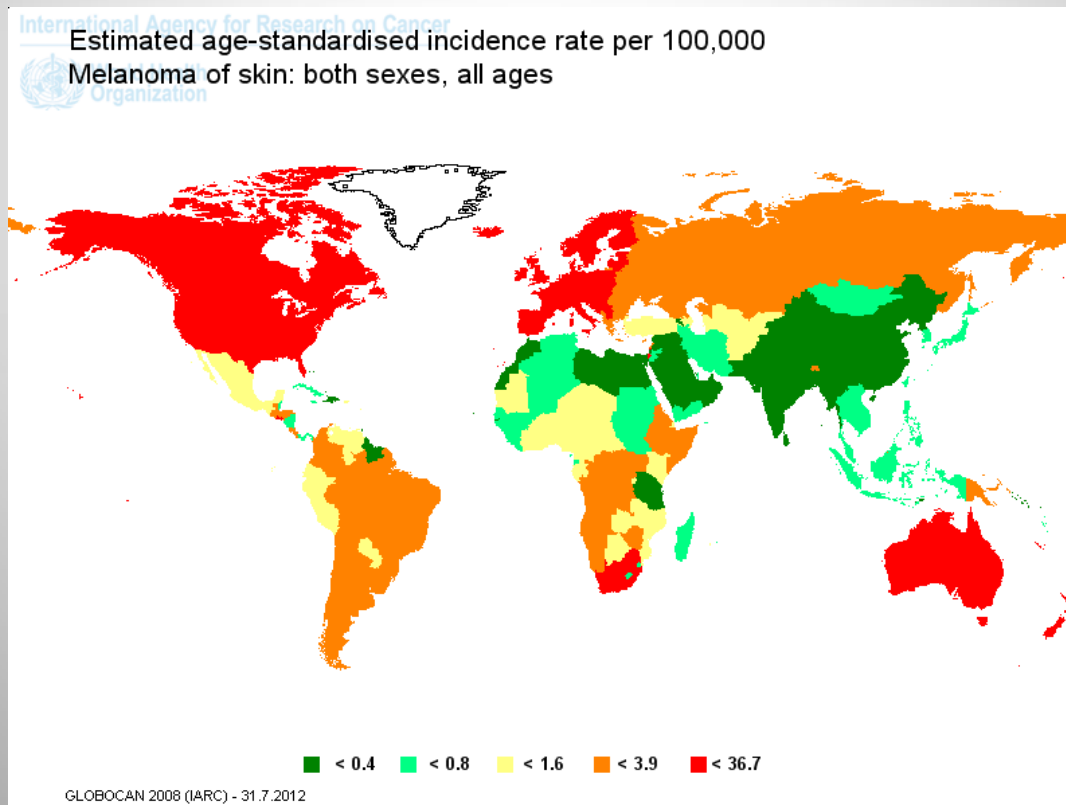 International Agency for Research on Cancer
Estimated age-standardised incidence rate per 100,000
Melanoma of skin: both sexes, all ages
World Health
Organization
< 0.4 < 0.8 < 1.6 < 3.9 < 36.7
GLOBOCAN 2008 (IARC) - 31.7.2012